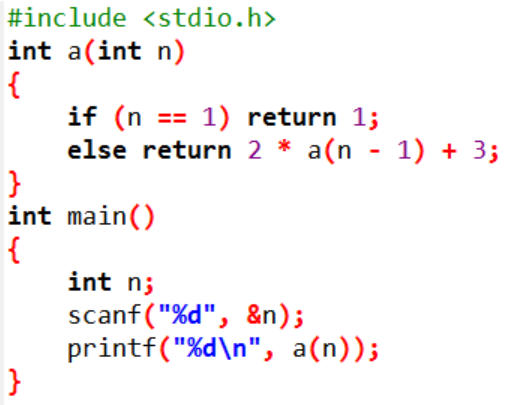 #include <stdio.h>
int a(int n)
{
    if (n == 1) return 1;
    else return 2 * a(n - 1) + 3;
}
int main()
{
    int n;
    scanf("%d", &n);
    printf("%d\n", a(n));
}